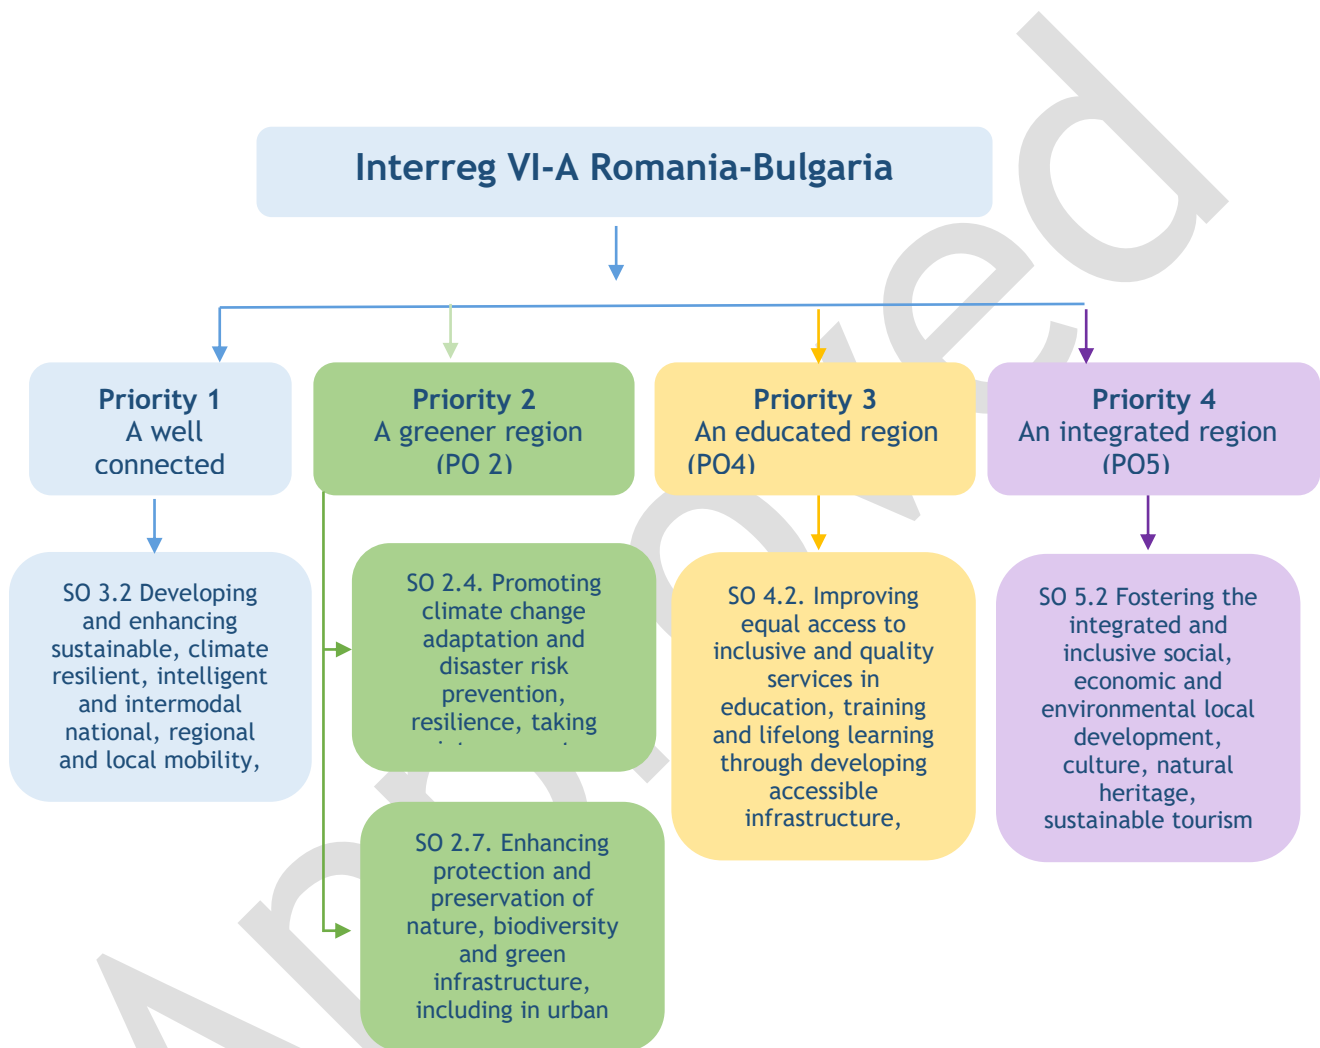 Interreg VI-A Romania-Bulgaria
Priority 1
A well
connected
Priority 2
A greener region
(PO 2)
Priority 3
An educated region
(PO4)
Priority 4
An integrated region
(PO5)
SO 3.2 Developing
and enhancing
sustainable, climate
resilient, intelligent
and intermodal
national, regional
and local mobility,
SO 2.4. Promoting
climate change
adaptation and
disaster risk
prevention,
resilience, taking
SO 2.7. Enhancing
protection and
preservation of
nature, biodiversity
and green
infrastructure,
including in urban
SO 4.2. Improving
equal access to
inclusive and quality
services in
education, training
and lifelong learning
through developing
accessible
infrastructure,
SO 5.2 Fostering the
integrated and
inclusive social,
economic and
environmental local
development,
culture, natural
heritage,
sustainable tourism
Approved